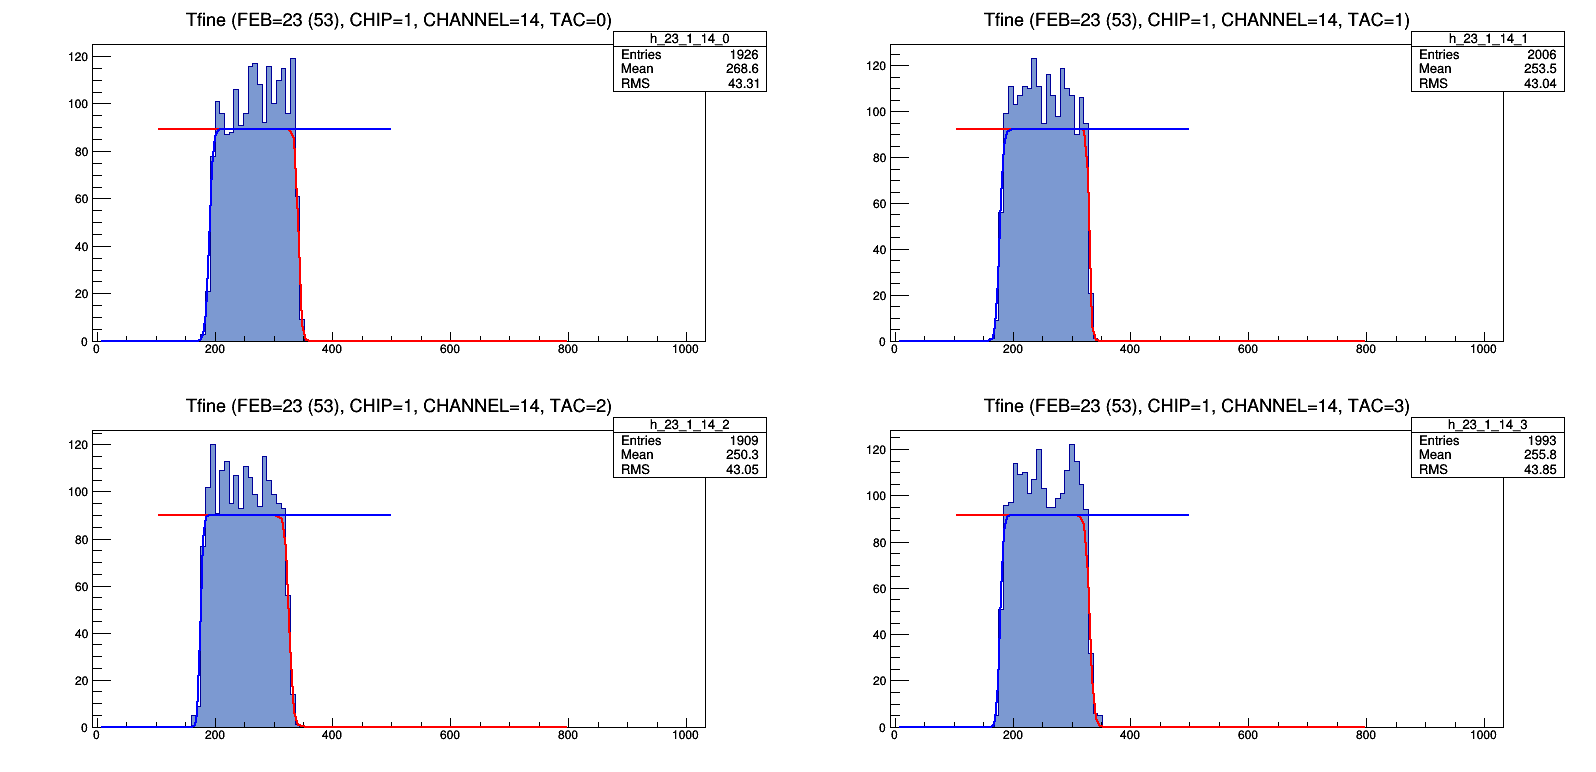 Tfine (FEB=23 (53), CHIP=1, CHANNEL=14, TAC=0)
h_23_1_14_0
Entries 1926
Mean 268.6
RMS 43.31
120
100
80
60
40
20
0
0 200 400 600 800 1000
Tfine (FEB=23 (53), CHIP=1, CHANNEL=14, TAC=1)
h_23_1_14_1
Entries 2006
Mean 253.5
RMS 43.04
120
100
80
60
40
20
0
0 200 400 600 800 1000
Tfine (FEB=23 (53), CHIP=1, CHANNEL=14, TAC=2)
h_23_1_14_2
Entries 1909
Mean 250.3
RMS 43.05
120
100
80
60
40
20
0
0 200 400 600 800 1000
Tfine (FEB=23 (53), CHIP=1, CHANNEL=14, TAC=3)
h_23_1_14_3
Entries 1993
Mean 255.8
RMS 43.85
120
100
80
60
40
20
0
0 200 400 600 800 1000